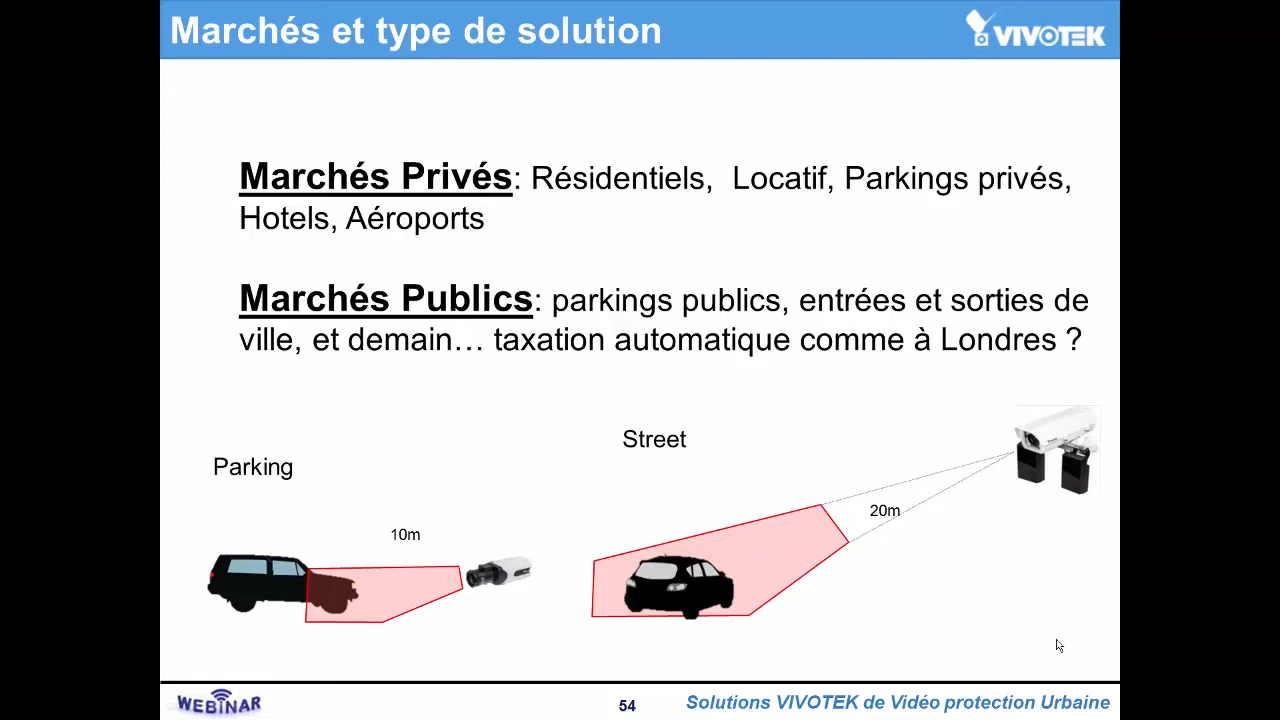 Marchés et type de solution
VIVOTEK
Marchés Privés: Résidentiels, Locatif, Parkings privés,
Hotels, Aéroports
Marchés Publics: parkings publics, entrées et sorties de
ville, et demain… taxation automatique comme à Londres ?
Street
Parking
20m
10m
WEBINAR
54
Solutions VIVOTEK de Vidéo protection Urbaine